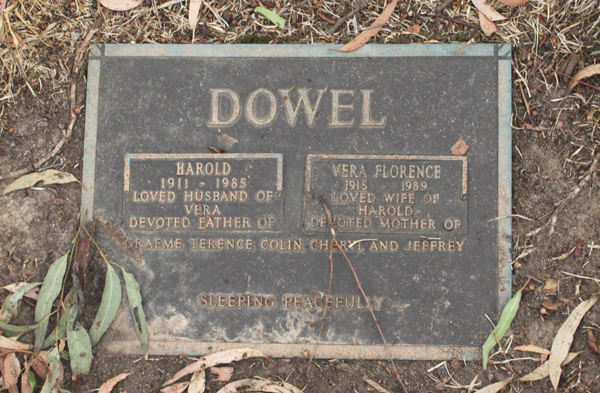 DOWEL
HAROLD
1911 - 1985
LOVED HUSBAND OF
VERA
DEVOTED FATHER OF
VERA FLORENCE
1915 - 1989
LOVED WIFE OF
HAROLD
DEVOTED MOTHER OF
GRAEME, TERENCE, COLIN, CHERYL AND JEFFREY
SLEEPING PEACEFULLY